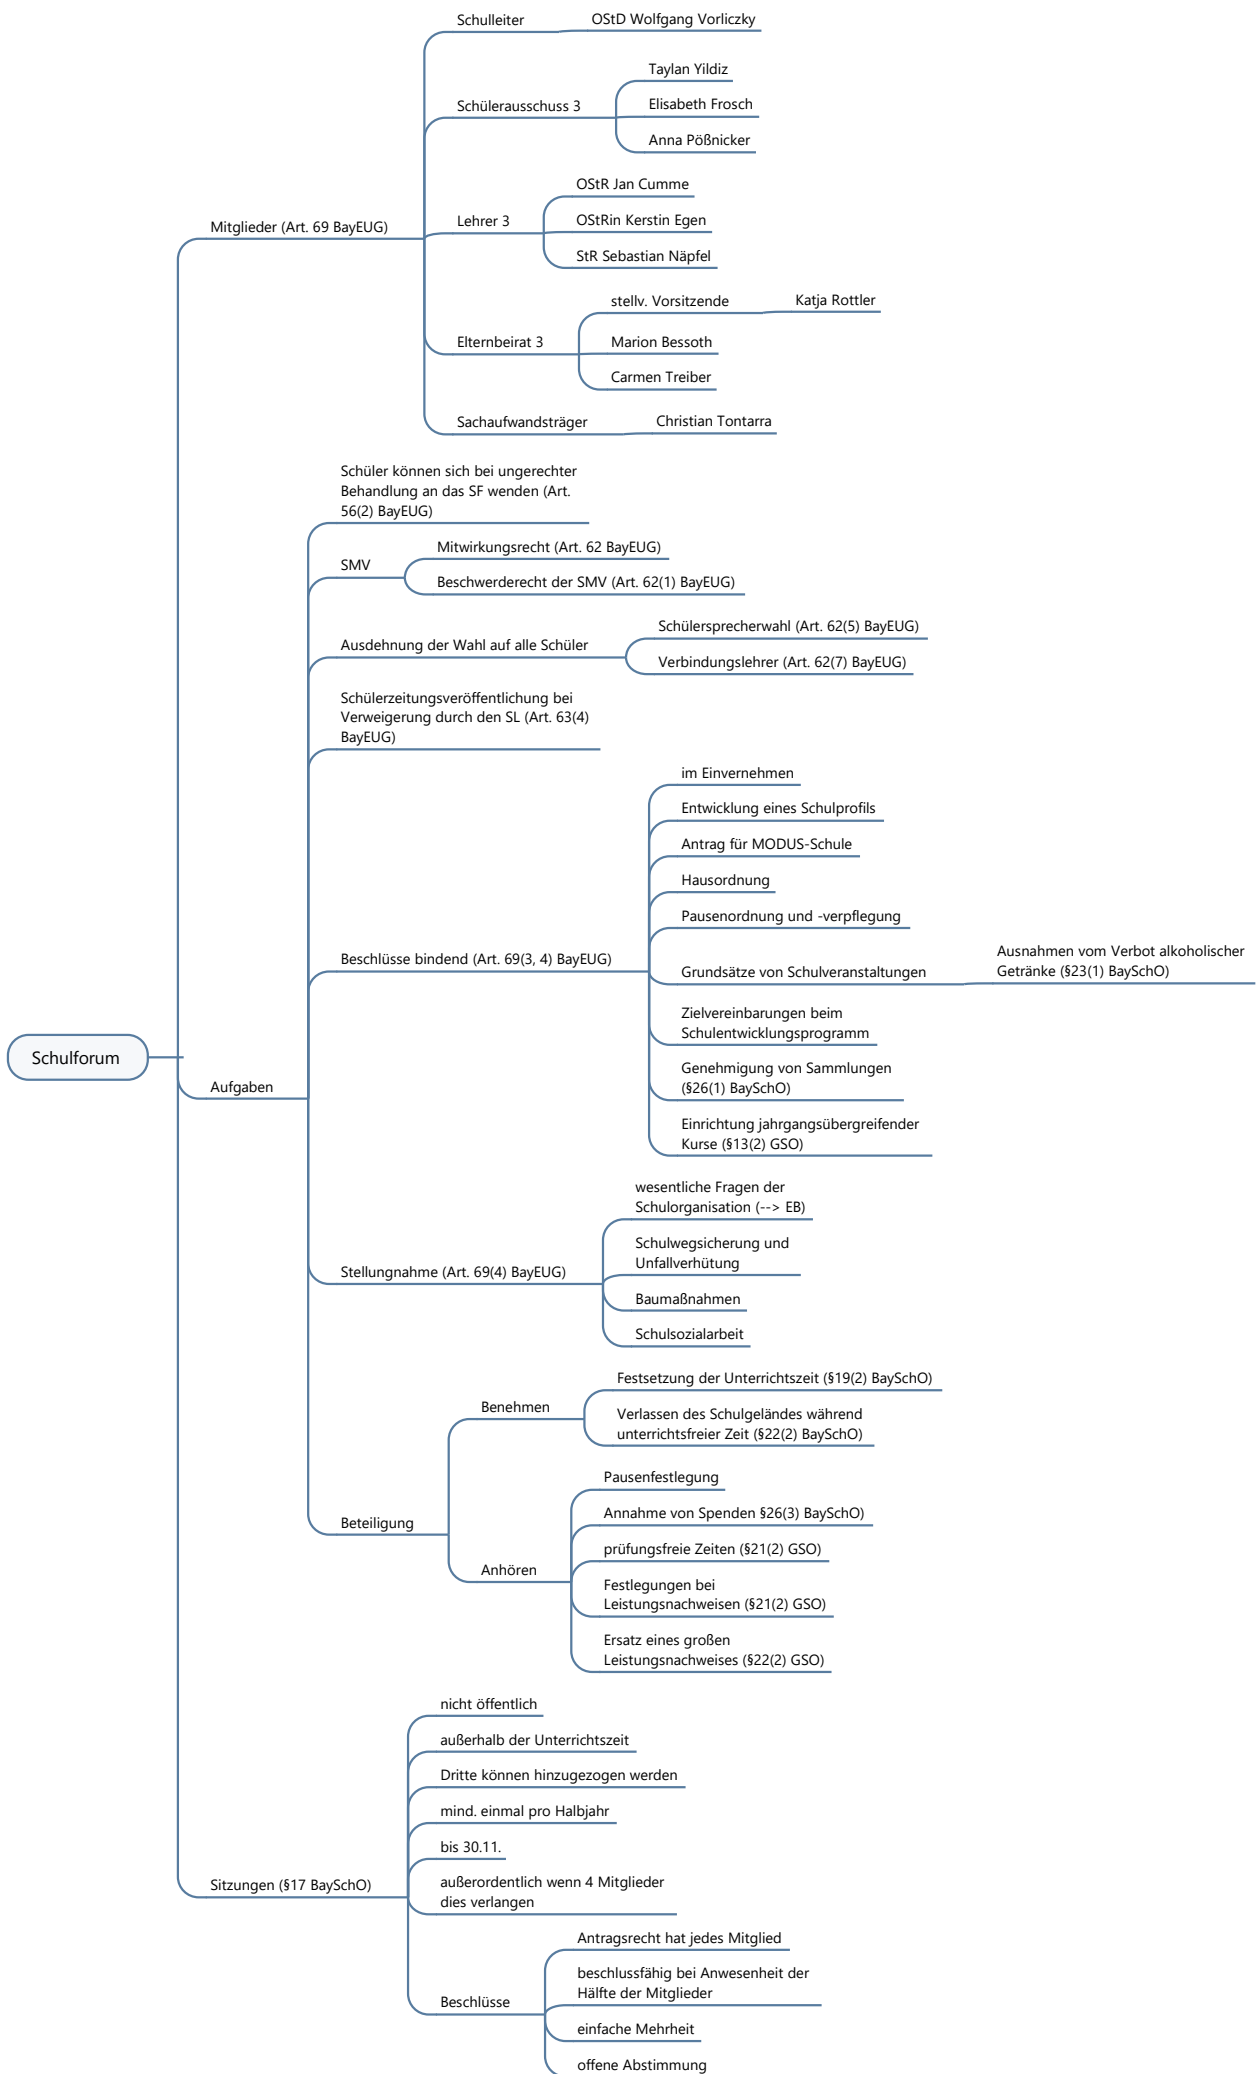 Schulforum
Mitglieder (Art. 69 BayEUG)
Schulleiter
OStD Wolfgang Vorliczky
Schülerausschuss 3
Taylan Yildiz
Elisabeth Frosch
Anna Pößnicker
Lehrer 3
OStR Jan Cumme
OStRin Kerstin Egen
StR Sebastian Näpfel
Elternbeirat 3
stellv. Vorsitzende
Katja Rottler
Marion Bessoth
Carmen Treiber
Sachaufwandsträger
Christian Tontarra
Aufgaben
Schüler können sich bei ungerechter
Behandlung an das SF wenden (Art.
56(2) BayEUG)
SMV
Mitwirkungsrecht (Art. 62 BayEUG)
Beschwerderecht der SMV (Art. 62(1) BayEUG)
Ausdehnung der Wahl auf alle Schüler
Schülersprecherwahl (Art. 62(5) BayEUG)
Verbindungslehrer (Art. 62(7) BayEUG)
Schülerzeitungsveröffentlichung bei
Verweigerung durch den SL (Art. 63(4)
BayEUG)
Beschlüsse bindend (Art. 69(3, 4) BayEUG)
im Einvernehmen
Entwicklung eines Schulprofils
Antrag für MODUS-Schule
Hausordnung
Pausenordnung und -verpflegung
Grundsätze von Schulveranstaltungen
Ausnahmen vom Verbot alkoholischer
Getränke (§23(1) BaySchO)
Zielvereinbarungen beim
Schulentwicklungsprogramm
Genehmigung von Sammlungen
(§26(1) BaySchO)
Einrichtung jahrgangsübergreifender
Kurse (§13(2) GSO)
Stellungnahme (Art. 69(4) BayEUG)
wesentliche Fragen der
Schulorganisation (--> EB)
Schulwegsicherung und
Unfallverhütung
Baumaßnahmen
Schulsozialarbeit
Beteiligung
Benehmen
Festsetzung der Unterrichtszeit (§19(2) BaySchO)
Verlassen des Schulgeländes während
unterrichtsfreier Zeit (§22(2) BaySchO)
Anhören
Pausenfestlegung
Annahme von Spenden §26(3) BaySchO)
prüfungsfreie Zeiten (§21(2) GSO)
Festlegungen bei
Leistungsnachweisen (§21(2) GSO)
Ersatz eines großen
Leistungsnachweises (§22(2) GSO)
Sitzungen (§17 BaySchO)
nicht öffentlich
außerhalb der Unterrichtszeit
Dritte können hinzugezogen werden
mind. einmal pro Halbjahr
bis 30.11.
außerordentlich wenn 4 Mitglieder
dies verlangen
Beschlüsse
Antragsrecht hat jedes Mitglied
beschlussfähig bei Anwesenheit der
Hälfte der Mitglieder
einfache Mehrheit
offene Abstimmung